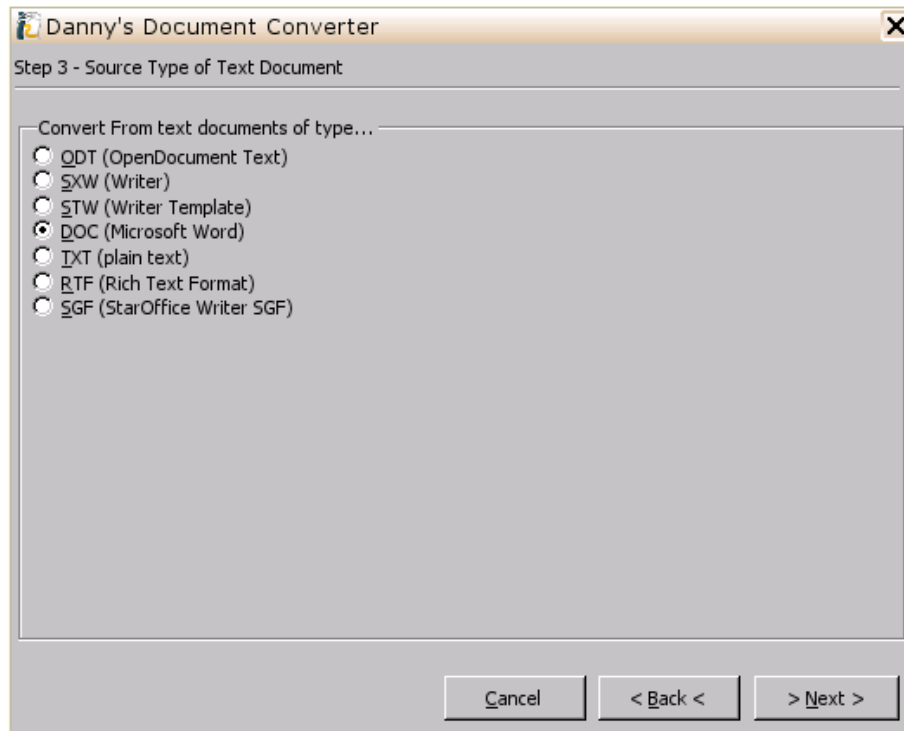 Danny's Document Converter
Step 3 - Source Type of Text Document
Convert From text documents of type...
ODT (OpenDocument Text)
SXW (Writer)
STW (Writer Template)
DOC (Microsoft Word)
TXT (plain text)
RTF (Rich Text Format)
SGF (StarOffice Writer SGF)
Cancel
< Back <
> Next >